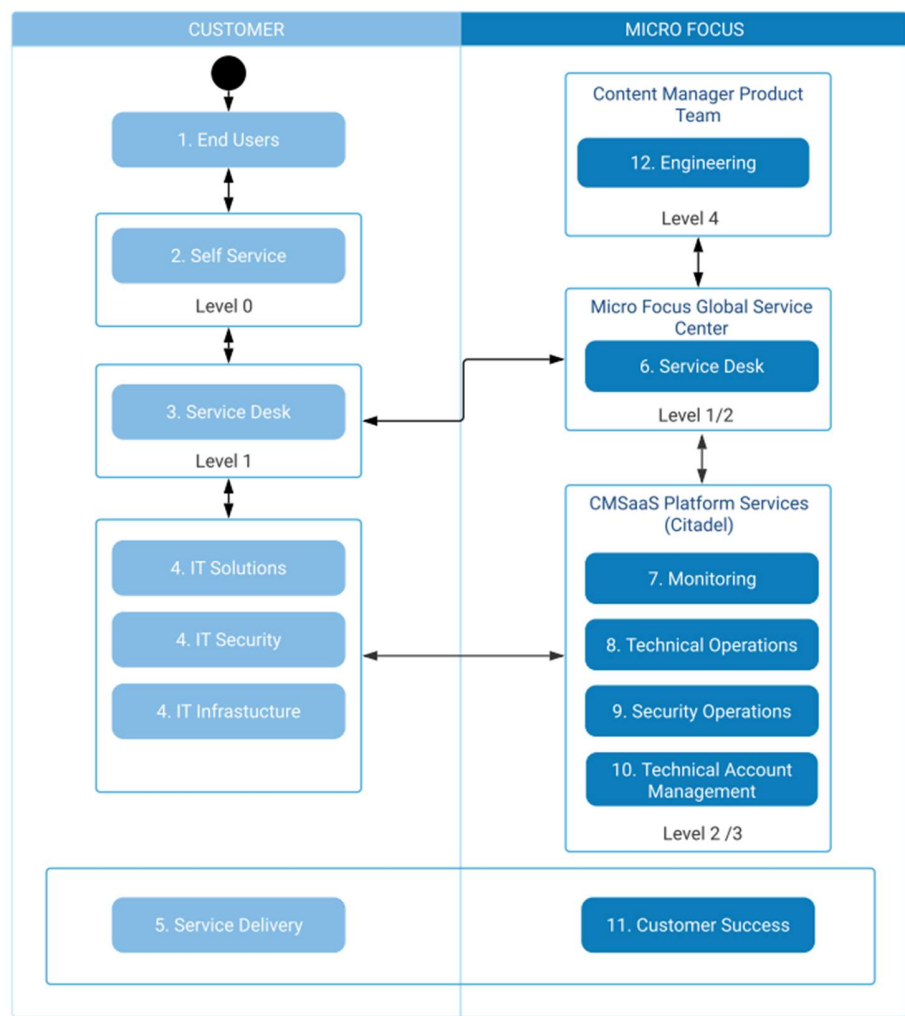 CUSTOMER
MICRO FOCUS
1. End Users
2. Self Service
Level 0
3. Service Desk
Level 1
4. IT Solutions
4. IT Security
4. IT Infrastucture
5. Service Delivery
Content Manager Product
Team
12. Engineering
Level 4
Micro Focus Global Service
Center
6. Service Desk
Level 1/2
CMSaaS Platform Services
(Citadel)
7. Monitoring
8. Technical Operations
9. Security Operations
10. Technical Account
Management
Level 2 /3
11. Customer Success